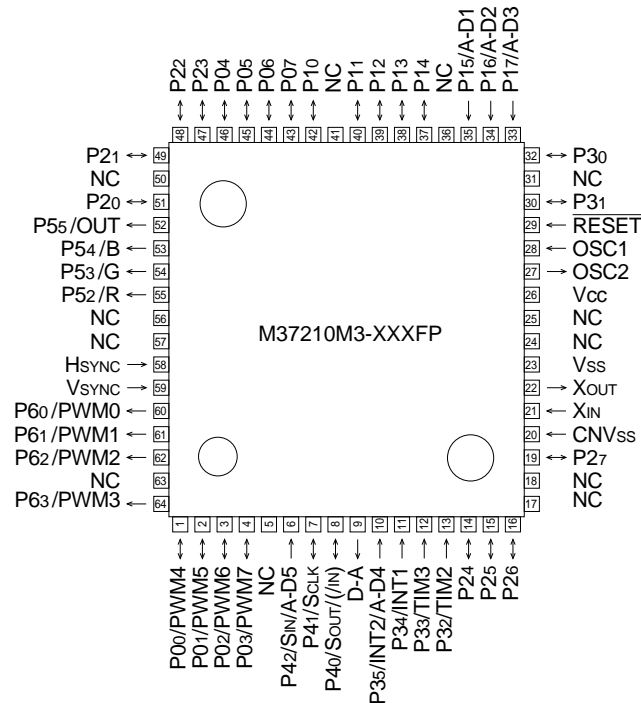 P22
P23
P04
P05
P06
P07
P10
NC
P11
P12
P13
P14
NC
P15/A-D1
P16/A-D2
P17/A-D3
48
47
46
45
44
43
42
41
40
39
38
37
36
35
34
33
P21 49
NC 50
P20 51
P55/OUT 52
P54/B 53
P53/G 54
P52/R 55
NC 56
NC 57
HSYNC 58
VSYNC 59
P60/PWM0 60
P61/PWM1 61
P62/PWM2 62
NC 63
P63/PWM3 64
M37210M3-XXXFP
32 P30
31 NC
30 P31
29 RESET
28 OSC1
27 OSC2
26 VCC
25 NC
24 NC
23 VSS
22 XOUT
21 XIN
20 CNVSS
19 P27
18 NC
17 NC
1
2
3
4
5
6
7
8
9
10
11
12
13
14
15
16
P00/PWM4
P01/PWM5
P02/PWM6
P03/PWM7
NC
P42/SIN/A-D5
P41/SCLK
P40/SOUT/(/IN)
D-A
P35/INT2/A-D4
P34/INT1
P33/TIM3
P32/TIM2
P24
P25
P26